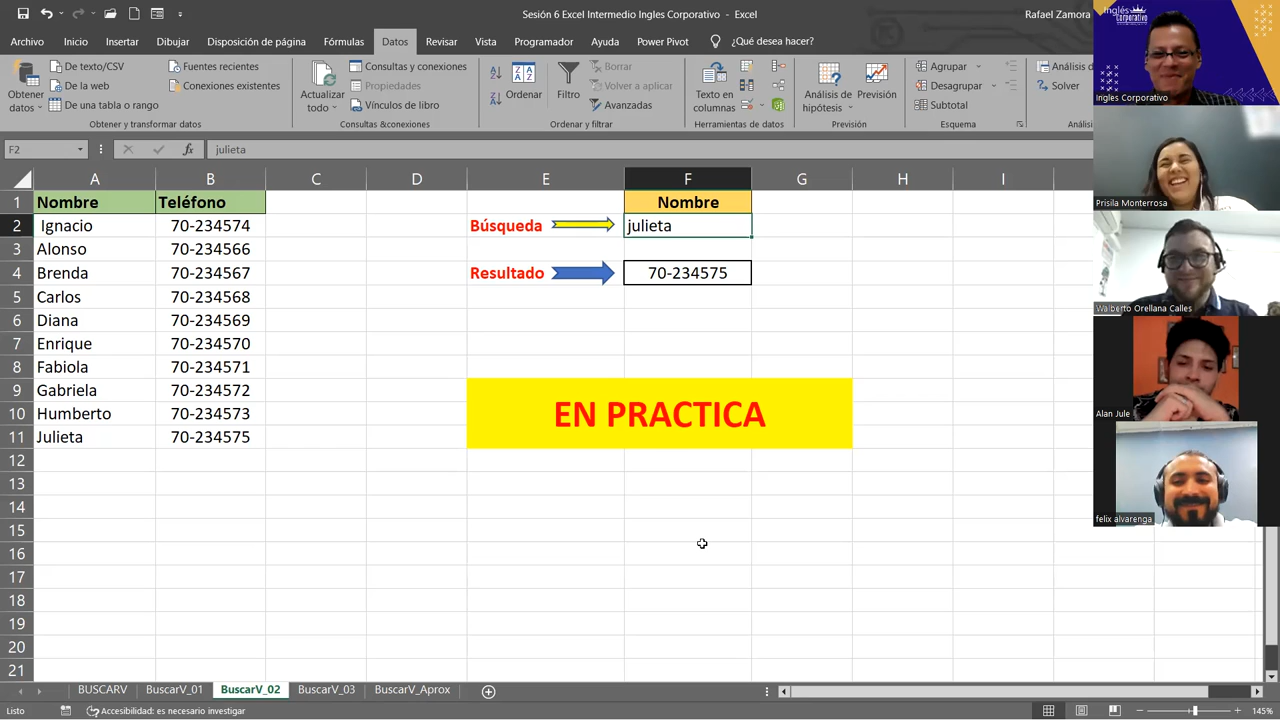 Sesión 6 Excel Intermedio Ingles Corporativo - Excel
Rafael Zamora
Archivo Inicio Insertar Dibujar Disposición de página Fórmulas Datos Revisar Vista Programador Ayuda Power Pivot ¿Qué desea hacer?
Obtener datos
De texto/CSV
De la web
De una tabla o rango
Fuentes recientes
Conexiones existentes
Obtener y transformar datos
Actualizar todo
Consultas y conexione
Propiedades
Vínculos de libro
Consultas&conexiones
Ordenar
Filtro
Borrar
Volver a aplicar
Avanzadas
Ordenar y filtrar
Texto en columnas
Herramientas de datos
Análisis de hipótesis
Previsión
Previsión
Agrupar
Desagrupar
Subtotal
Esquema
Análisis d
Solver
Anális
F2 fx julieta
A B C D E F G H I
1 Nombre Teléfono Nombre
2 Ignacio 70-234574 Búsqueda julieta
3 Alonso 70-234566
4 Brenda 70-234567 Resultado 70-234575
5 Carlos 70-234568
6 Diana 70-234569
7 Enrique 70-234570
8 Fabiola 70-234571
9 Gabriela 70-234572
10 Humberto 70-234573
11 Julieta 70-234575
EN PRACTICA
12
13
14
15
16
17
18
19
20
21
BUSCARV BuscarV_01 BuscarV_02 BuscarV_03 BuscarV_Aprox
Listo Accesibilidad: es necesario investigar 145%
Inglés Corporativo
Ingles Corporativo
Prisila Monterrosa
Walberto Orellana Calles
Alan Jule
felix alvarenga